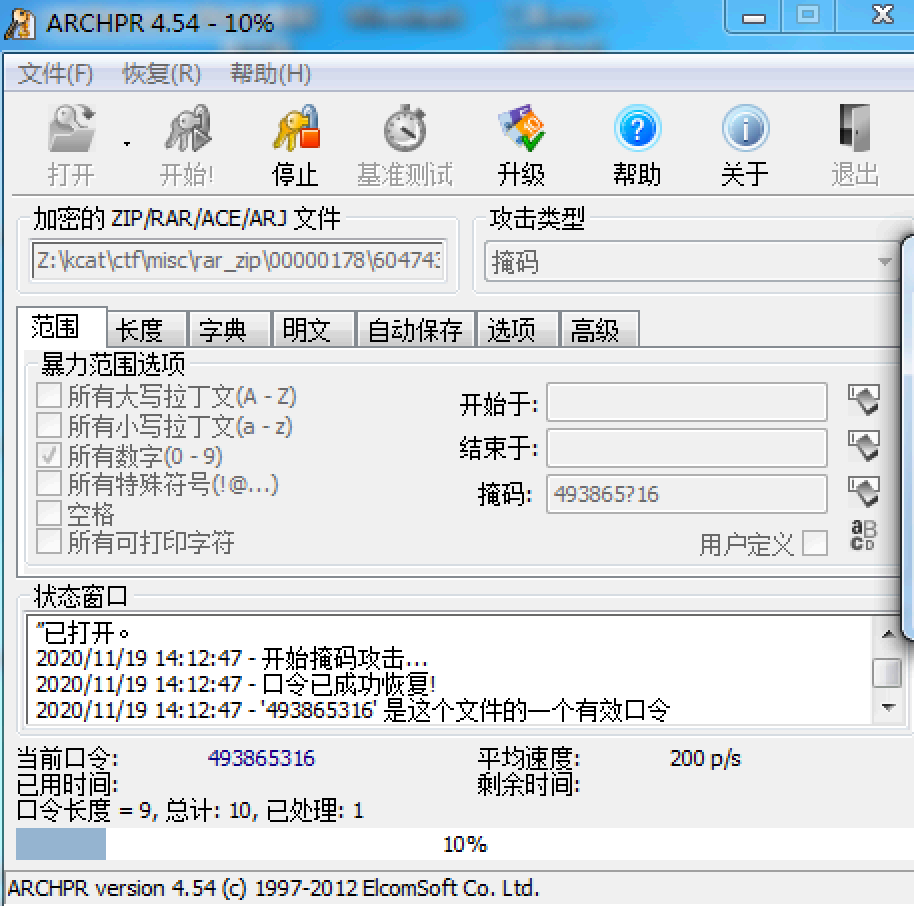 ARCHPR 4.54 - 10%
文件(F) 恢复(R) 帮助(H)
打开 开始! 停止 基准测试 升级 帮助 关于 退出
加密的 ZIP/RAR/ACE/ARJ 文件
攻击类型
Z:\kcat\ctf\misc\rar_zip\00000178\604743
掩码
范围 长度 字典 明文 自动保存 选项 高级
暴力范围选项
所有大写拉丁文(A - Z)
所有小写拉丁文(a - z)
所有数字(0 - 9)
所有特殊符号(!@...)
空格
所有可打印字符
开始于:
结束于:
掩码: 493865?16
用户定义
状态窗口
"已打开。
2020/11/19 14:12:47 - 开始掩码攻击...
2020/11/19 14:12:47 - 口令已成功恢复!
2020/11/19 14:12:47 - '493865316' 是这个文件的一个有效口令
当前口令: 493865316 平均速度: 200 p/s
已用时间: 剩余时间:
口令长度 = 9, 总计: 10, 已处理: 1
10%
ARCHPR version 4.54 (c) 1997-2012 ElcomSoft Co. Ltd.